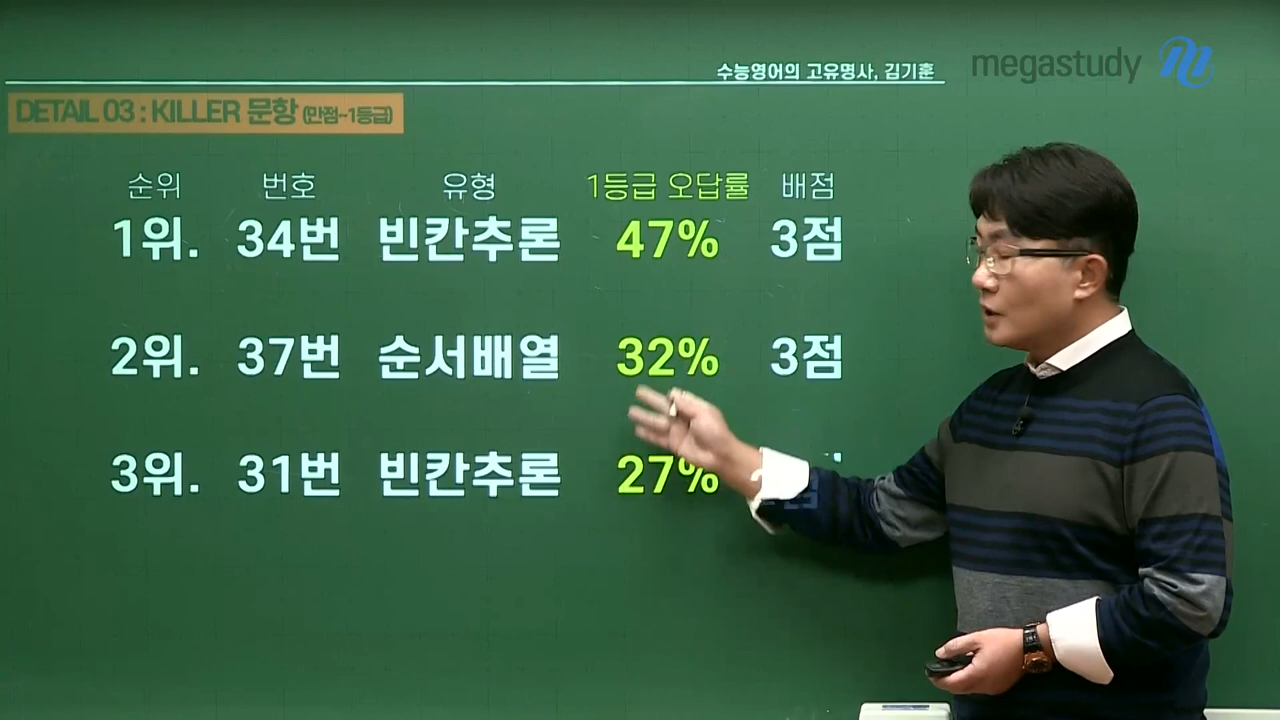 수능영어의 고유명사, 김기훈
megastudy
DETAIL 03 : KILLER 문항 (만점~1등급)
순위 번호 유형 1등급 오답률 배점
1위. 34번 빈칸추론 47% 3점
2위. 37번 순서배열 32% 3점
3위. 31번 빈칸추론 27%